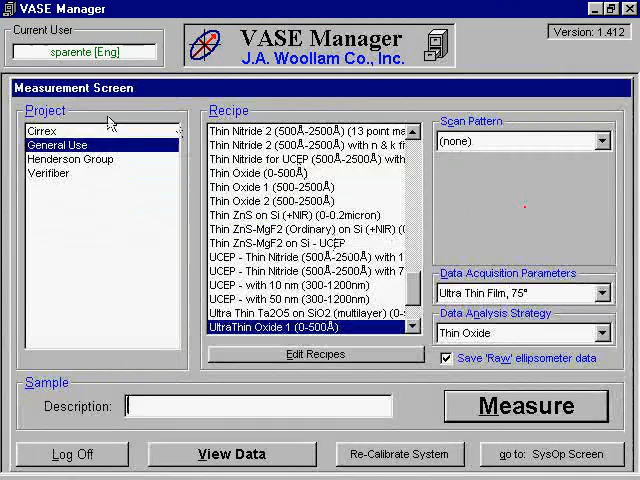 VASE Manager
Current User
sparente [Eng]
VASE Manager
J.A. Woollam Co., Inc.
Version: 1.412
Measurement Screen
Project
Cirrex
General Use
Henderson Group
Verifiber
Recipe
Thin Nitride 2 (500Å-2500Å) (13 point ma
Thin Nitride 2 (500Å-2500Å) with n & k fi
Thin Nitride for UCEP (500Å-2500Å) with
Thin Oxide (0-500Å)
Thin Oxide 1 (500-2500Å)
Thin Oxide 2 (500-2500Å)
Thin ZnS on Si (+NIR) (0-0.2micron)
Thin ZnS-MgF2 (Ordinary) on Si (+NIR) (0
Thin ZnS-MgF2 on Si - UCEP
UCEP - Thin Nitride (500Å-2500Å) with 1
UCEP - Thin Nitride (500Å-2500Å) with 7
UCEP - with 10 nm (300-1200nm)
UCEP - with 50 nm (300-1200nm)
Ultra Thin Ta2O5 on SiO2 (multilayer) (0-
UltraThin Oxide 1 (0-500Å)
Edit Recipes
Scan Pattern
(none)
Data Acquisition Parameters
Ultra Thin Film, 75°
Data Analysis Strategy
Thin Oxide
Save 'Raw' ellipsometer data
Sample
Description:
Measure
Log Off
View Data
Re-Calibrate System
go to: SysOp Screen